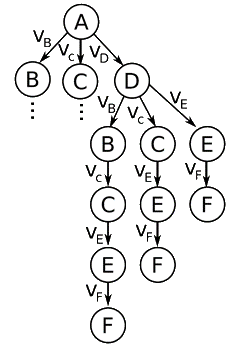 A
V_B V_C V_D
B C D
V_B V_C V_E
B C E
V_C V_E V_F
C E F
V_E V_F
E F
V_F
F